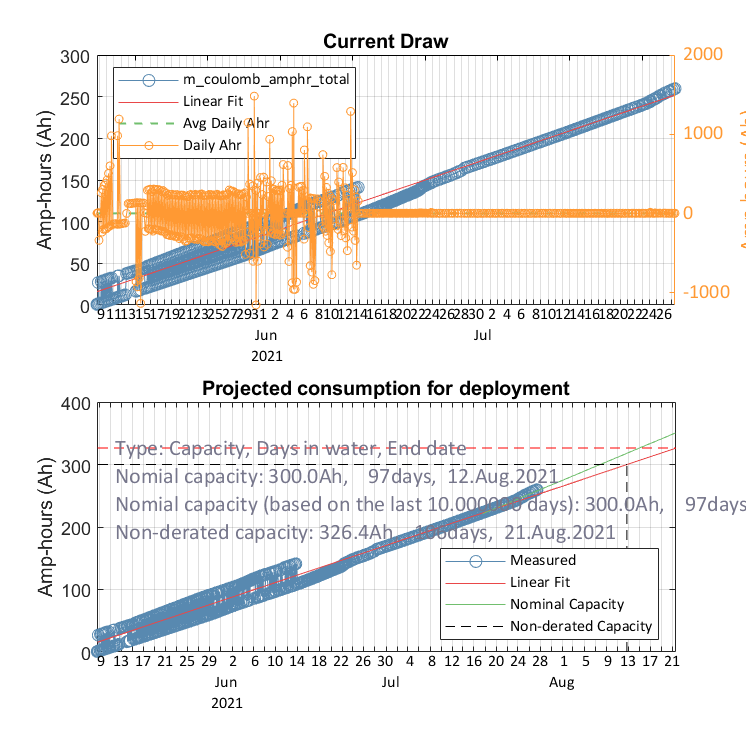 Current Draw
300
250
200
150
100
50
0
Amp-hours (Ah)
2000
1000
0
-1000
m_coulomb_amphr_total
Linear Fit
Avg Daily Ahr
Daily Ahr
9 11 13 15 17 19 21 23 25 27 29 31 2 4 6 8 10 12 14 16 18 20 22 24 26 28 30 2 4 6 8 10 12 14 16 18 20 22 24 26
Jun
Jul
2021
Projected consumption for deployment
400
300
200
100
0
Amp-hours (Ah)
Type: Capacity, Days in water, End date
Nomial capacity: 300.0Ah, 97days, 12.Aug.2021
Nomial capacity (based on the last 10.000000 days): 300.0Ah, 97days
Non-derated capacity: 326.4Ah, 106days, 21.Aug.2021
Measured
Linear Fit
Nominal Capacity
Non-derated Capacity
9 13 17 21 25 29 2 6 10 14 18 22 26 30 4 8 12 16 20 24 28 1 5 9 13 17 21
Jun
Jul
Aug
2021